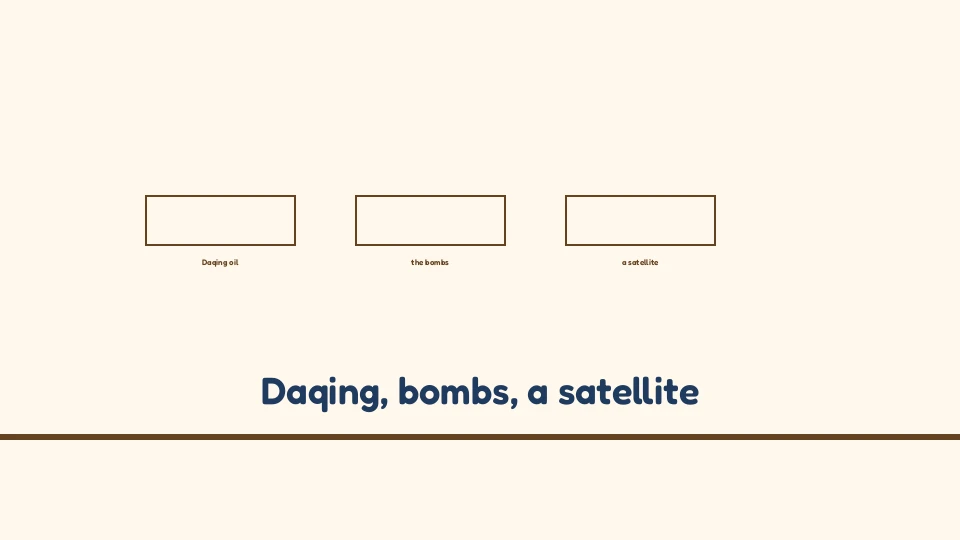 Daqing oil
the bombs
a satellite
Daqing, bombs, a satellite